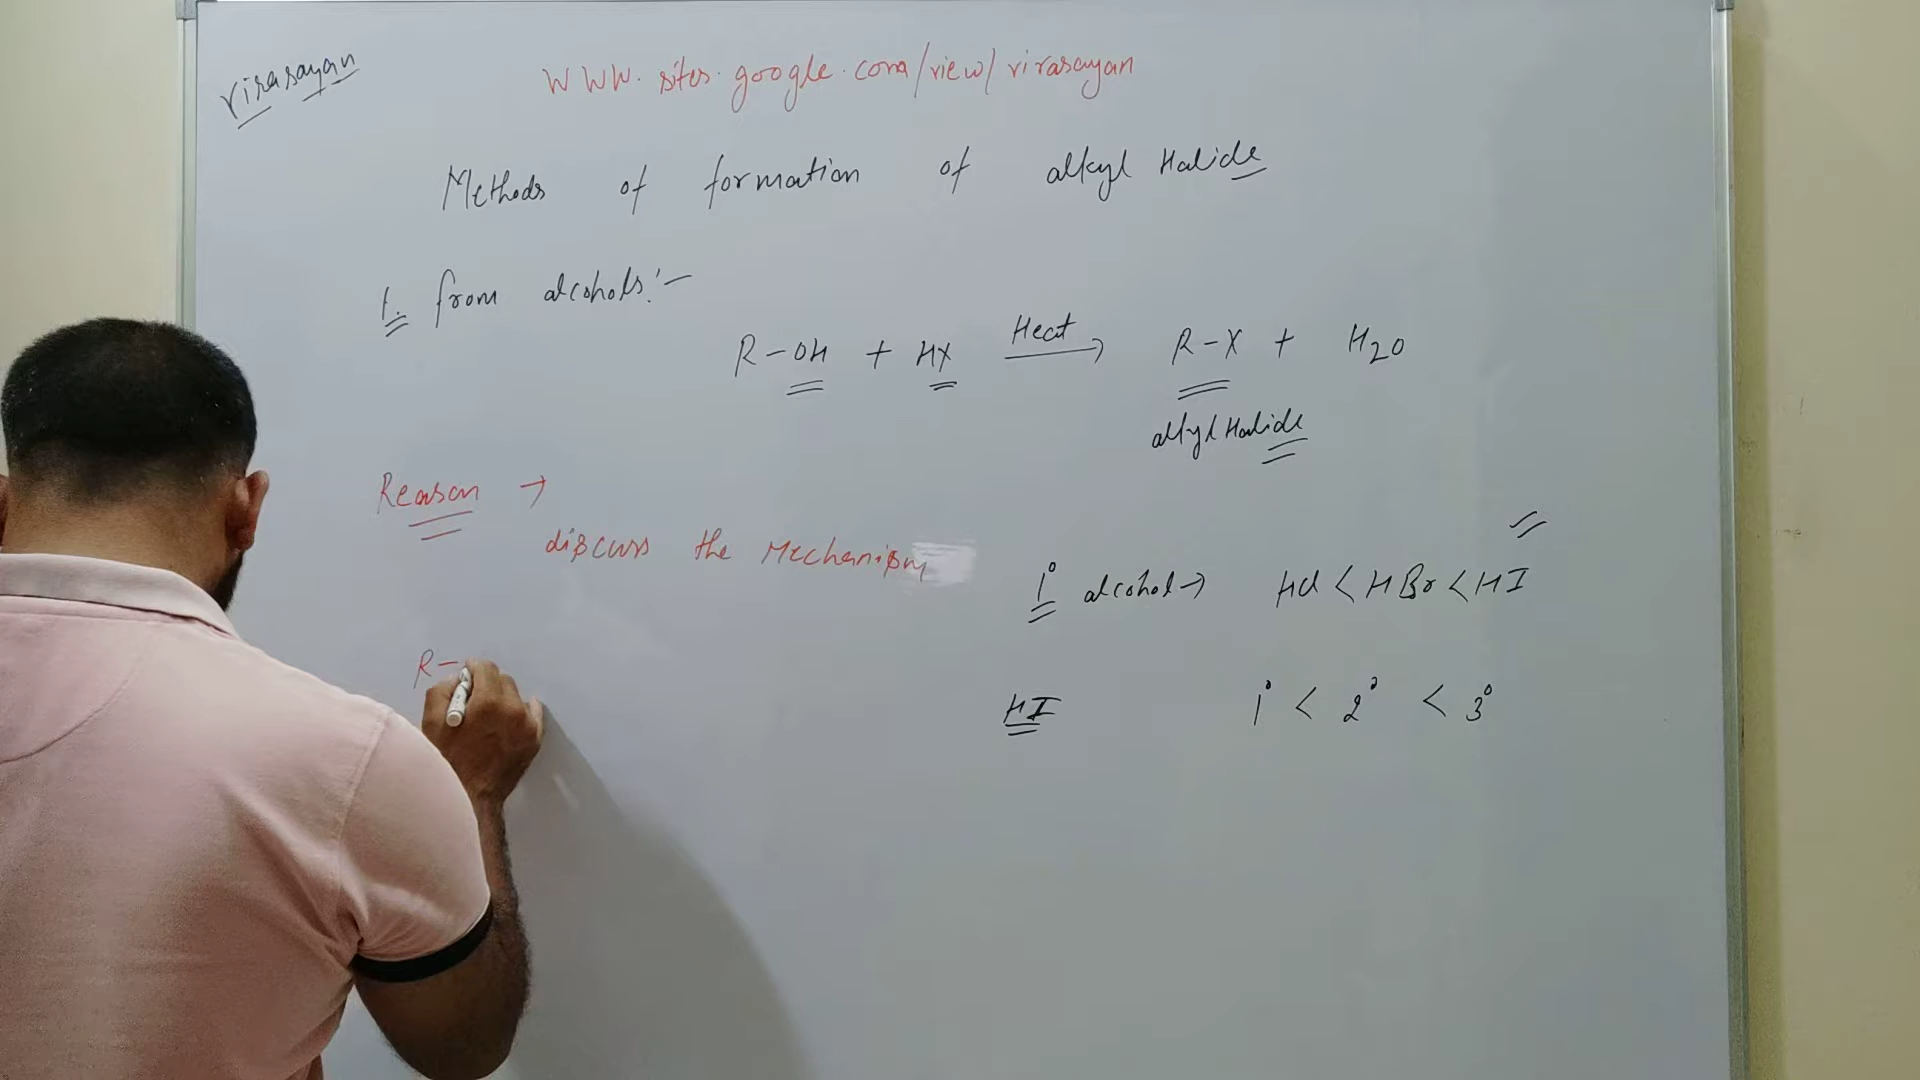 virasayan
WWW.sites.google.com/view/virasayan
Methods of formation of alkyl Halide
1. from alcohols:-
R-OH + HX Heat → R-X + H2O
alkyl Halide
Reason →
discuss the Mechanism
1° alcohol → HCl < HBr < HI
R-
HI 1° < 2° < 3°